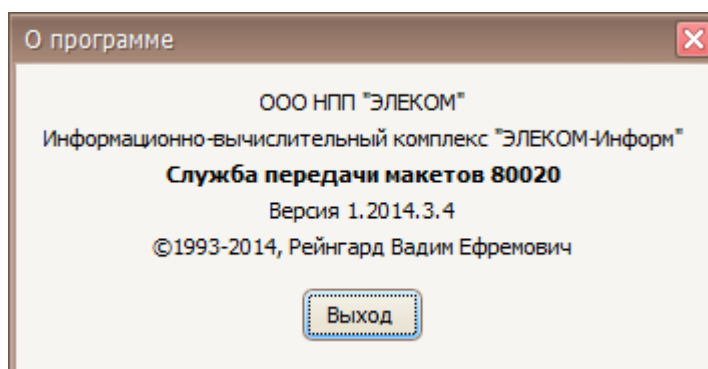 О программе
ООО НПП "ЭЛЕКОМ"
Информационно-вычислительный комплекс "ЭЛЕКОМ-Информ"
Служба передачи макетов 80020
Версия 1.2014.3.4
©1993-2014, Рейнгард Вадим Ефремович
Выход